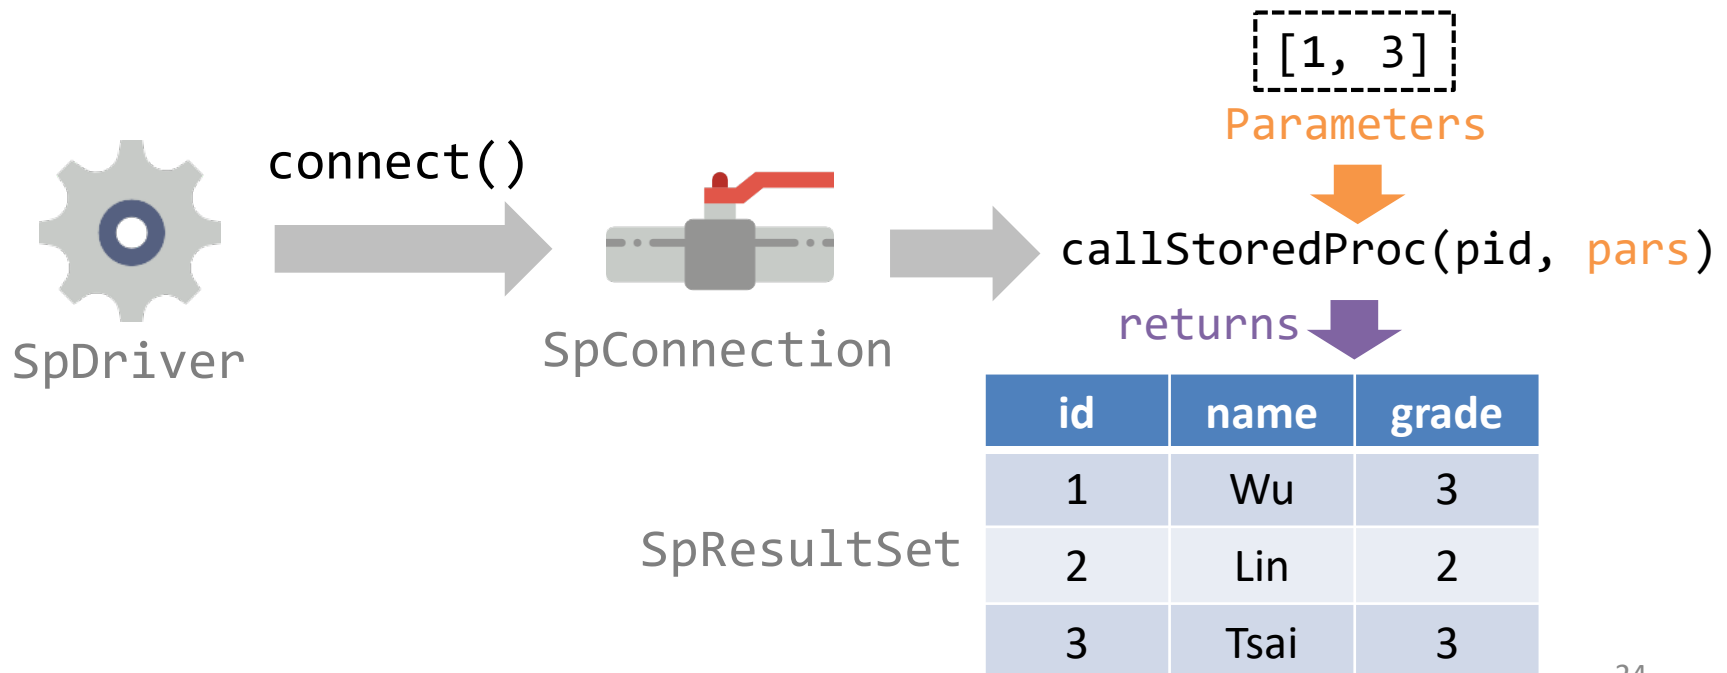 [1, 3]
Parameters
connect()
callStoredProc(pid, pars)
returns
SpDriver
SpConnection
id name grade
1 Wu 3
SpResultSet
2 Lin 2
3 Tsai 3